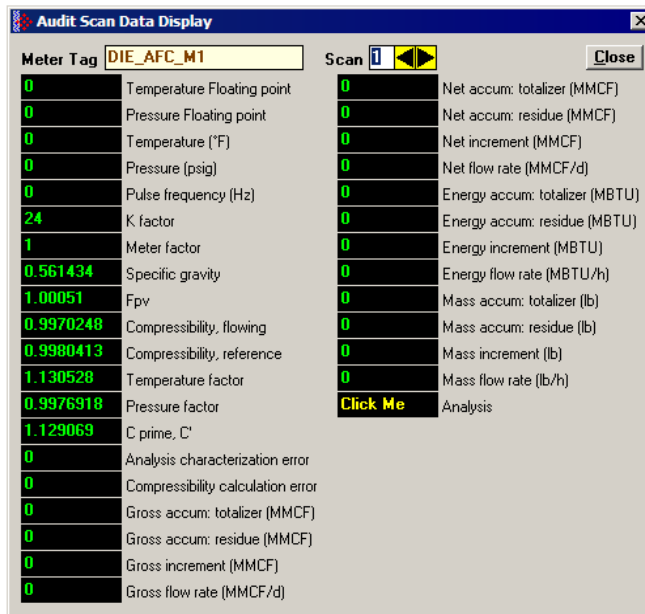 Audit Scan Data Display
Meter Tag DIE_AFC_M1 Scan 1 Close
0 Temperature Floating point
0 Pressure Floating point
0 Temperature (°F)
0 Pressure (psig)
0 Pulse frequency (Hz)
24 K factor
1 Meter factor
0.561434 Specific gravity
1.00051 Fpv
0.9970248 Compressibility, flowing
0.9980413 Compressibility, reference
1.130528 Temperature factor
0.9976918 Pressure factor
1.129069 C prime, C'
0 Analysis characterization error
0 Compressibility calculation error
0 Gross accum: totalizer (MMCF)
0 Gross accum: residue (MMCF)
0 Gross increment (MMCF)
0 Gross flow rate (MMCF/d)
0 Net accum: totalizer (MMCF)
0 Net accum: residue (MMCF)
0 Net increment (MMCF)
0 Net flow rate (MMCF/d)
0 Energy accum: totalizer (MBTU)
0 Energy accum: residue (MBTU)
0 Energy increment (MBTU)
0 Energy flow rate (MBTU/h)
0 Mass accum: totalizer (lb)
0 Mass accum: residue (lb)
0 Mass increment (lb)
0 Mass flow rate (lb/h)
Click Me Analysis